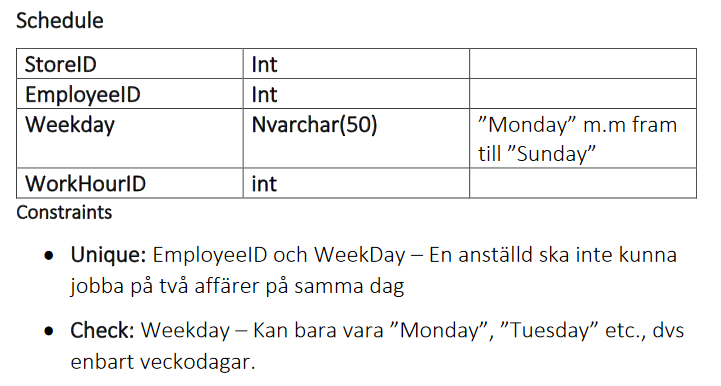 Schedule
StoreID Int
EmployeeID Int
Weekday Nvarchar(50) ”Monday” m.m fram
till ”Sunday”
WorkHourID int
Constraints
• Unique: EmployeeID och WeekDay – En anställd ska inte kunna
jobba på två affärer på samma dag
• Check: Weekday – Kan bara vara ”Monday”, ”Tuesday” etc., dvs
enbart veckodagar.